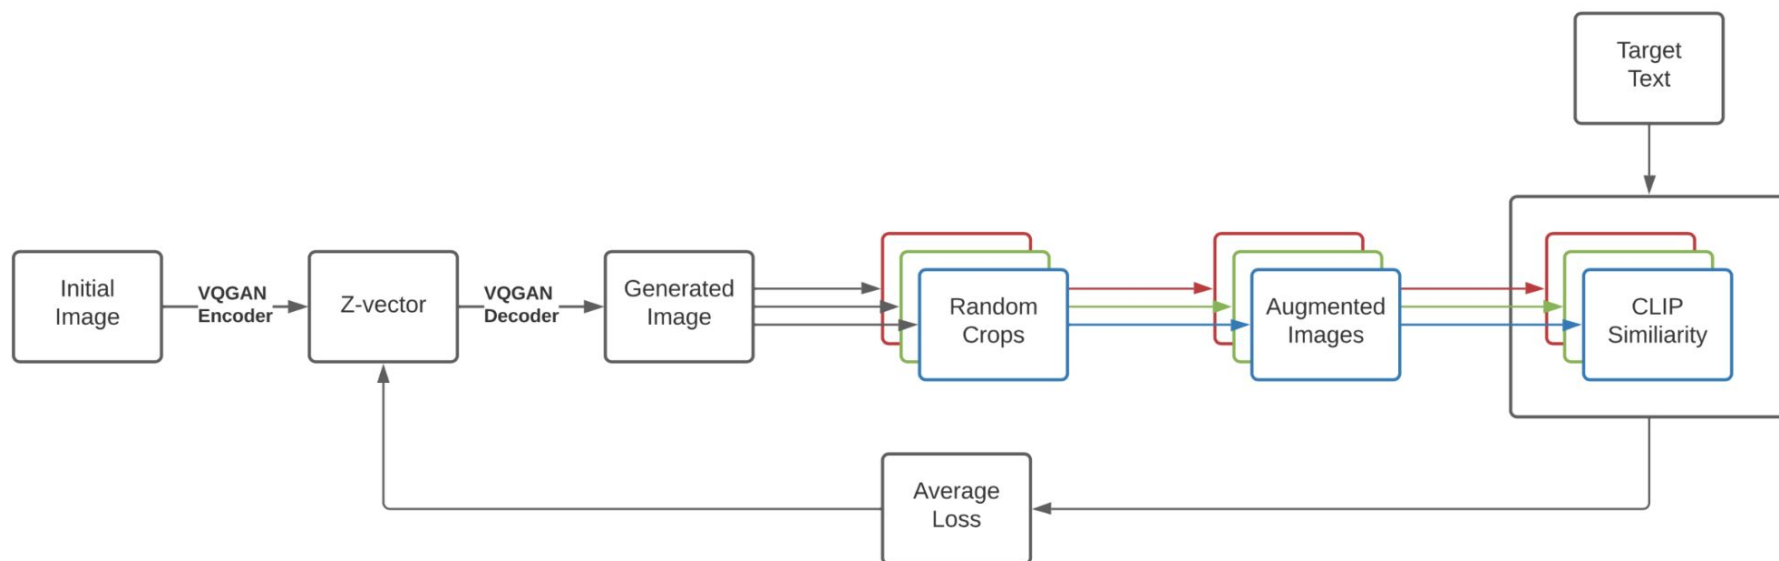 Target
Text
Initial
Image
VQGAN
Encoder
Z-vector
VQGAN
Decoder
Generated
Image
Random
Crops
Augmented
Images
CLIP
Similiarity
Average
Loss